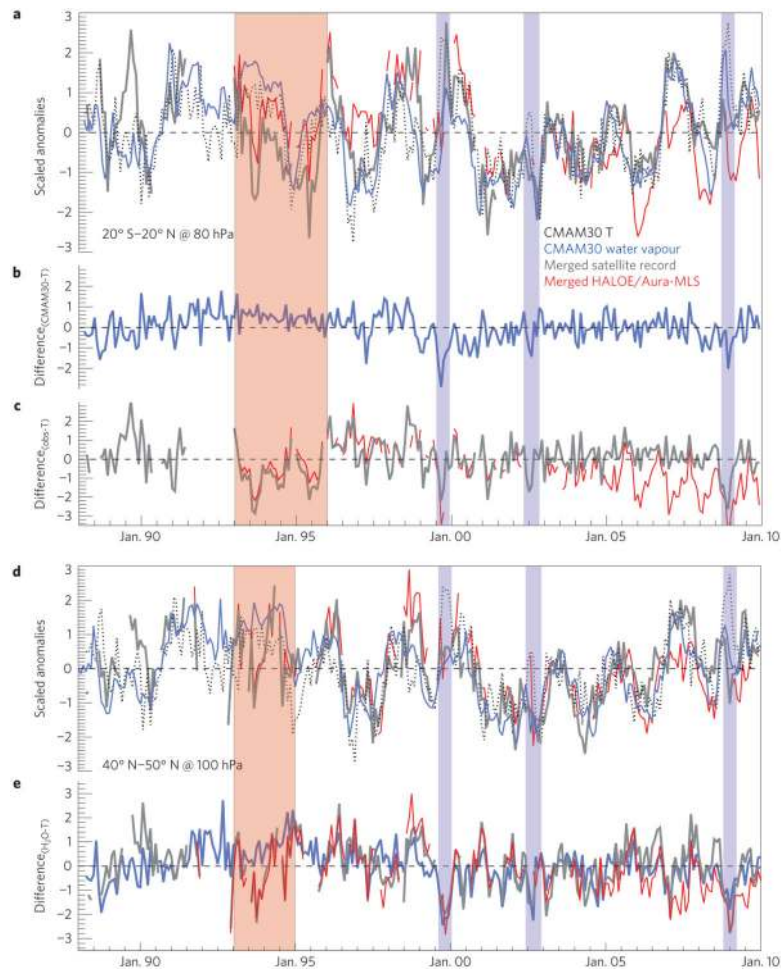 a
3
2
1
0
−1
−2
−3
Scaled anomalies
20° S–20° N @ 80 hPa
CMAM30 T
CMAM30 water vapour
Merged satellite record
Merged HALOE/Aura-MLS
b
2
1
0
−1
−2
Difference(CMAM30-T)
c
2
1
0
−1
−2
−3
Difference(obs-T)
Jan. 90
Jan. 95
Jan. 00
Jan. 05
Jan. 10
d
3
2
1
0
−1
−2
−3
Scaled anomalies
40° N–50° N @ 100 hPa
e
3
2
1
0
−1
−2
−3
Difference(H₂O-T)
Jan. 90
Jan. 95
Jan. 00
Jan. 05
Jan. 10